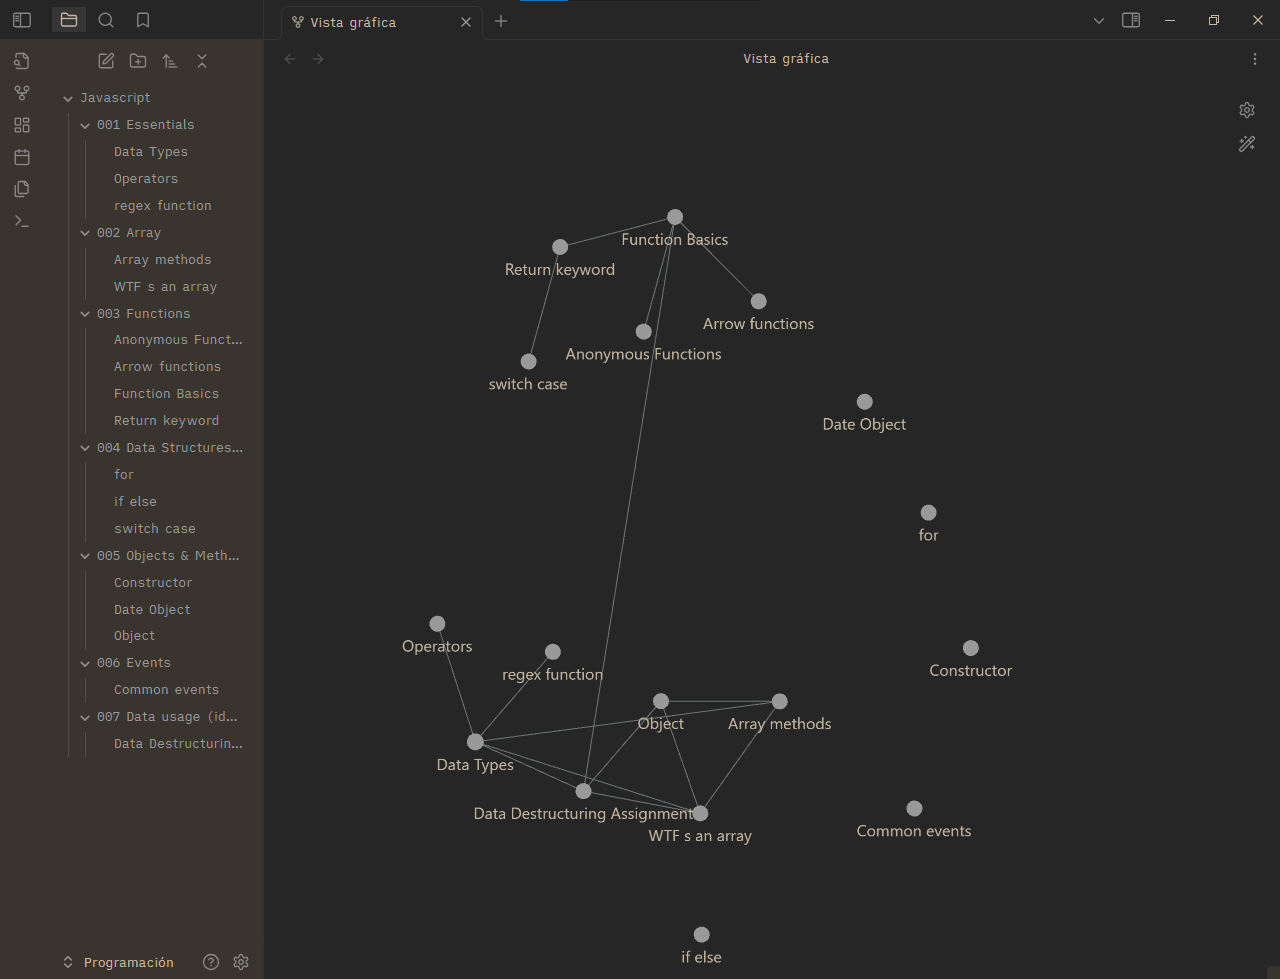 Vista gráfica
Vista gráfica
Javascript
001 Essentials
Data Types
Operators
regex function
002 Array
Array methods
WTF s an array
003 Functions
Anonymous Funct...
Arrow functions
Function Basics
Return keyword
004 Data Structures...
for
if else
switch case
005 Objects & Meth...
Constructor
Date Object
Object
006 Events
Common events
007 Data usage (id...
Data Destructurin...
Programación
Function Basics
Return keyword
Arrow functions
Anonymous Functions
switch case
Date Object
for
Operators
regex function
Constructor
Object
Array methods
Data Types
Data Destructuring Assignment
WTF s an array
Common events
if else